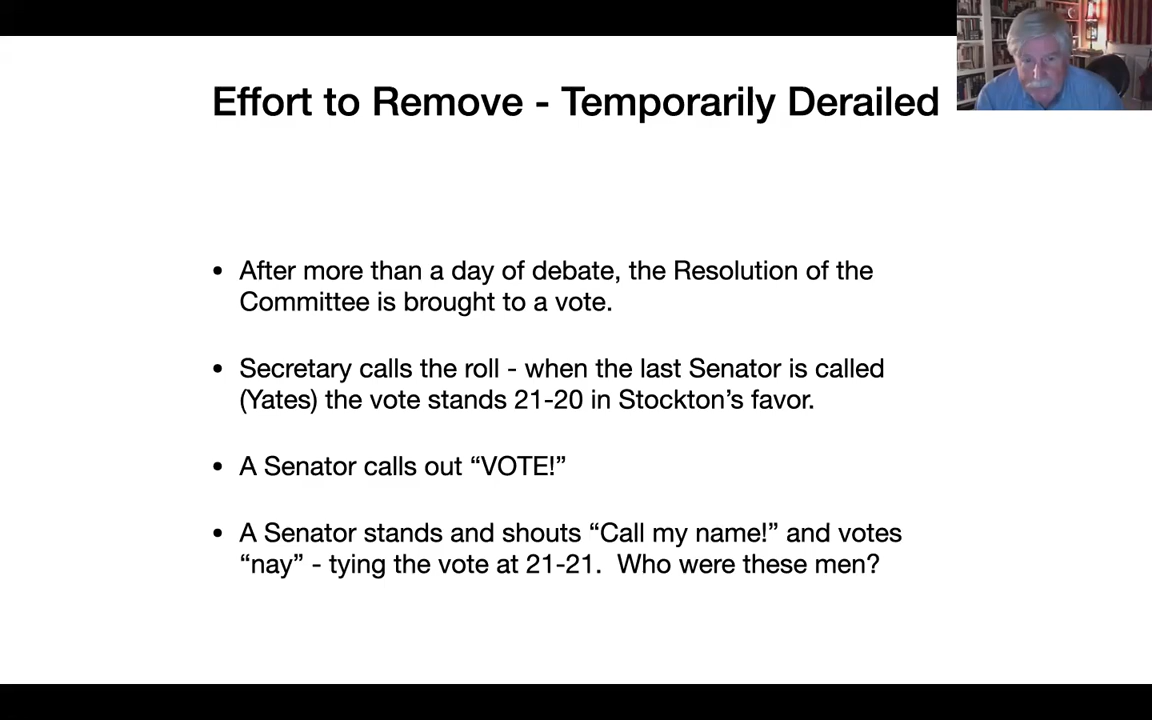 Effort to Remove - Temporarily Derailed
• After more than a day of debate, the Resolution of the
Committee is brought to a vote.
• Secretary calls the roll - when the last Senator is called
(Yates) the vote stands 21-20 in Stockton’s favor.
• A Senator calls out “VOTE!”
• A Senator stands and shouts “Call my name!” and votes
“nay” - tying the vote at 21-21.  Who were these men?